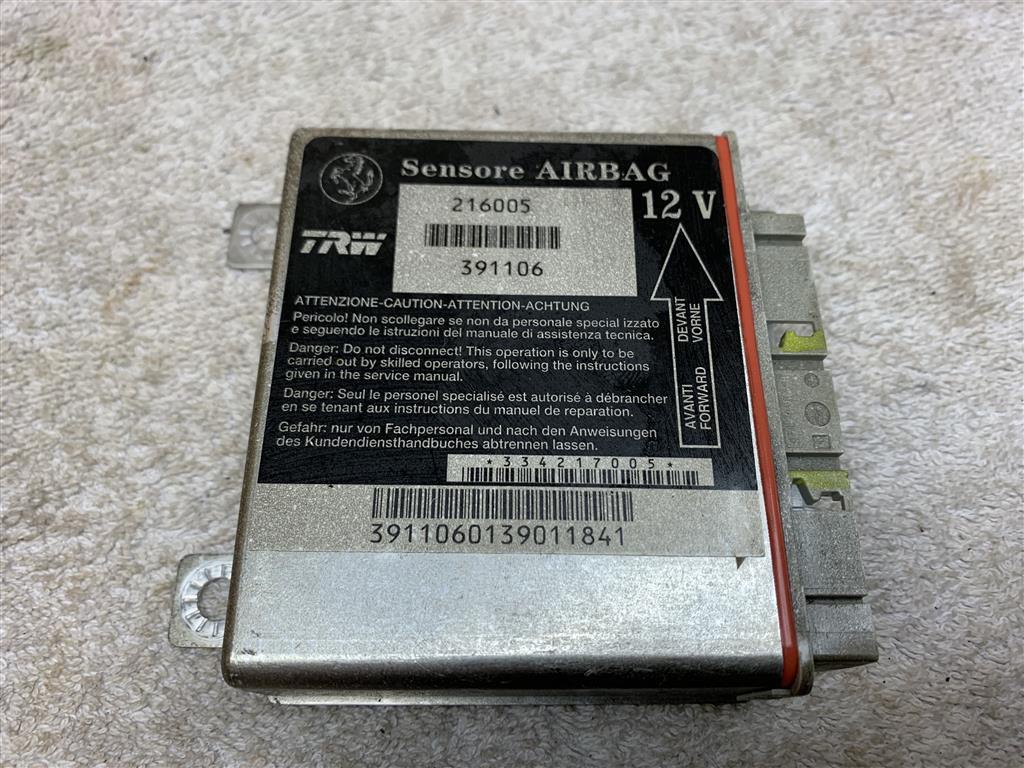 Sensore AIRBAG
216005
12 V
TRW
391106
ATTENZIONE-CAUTION-ATTENTION-ACHTUNG
Pericolo! Non scollegare se non da personale special izzato
e seguendo le istruzioni del manuale di assistenza tecnica.
Danger: Do not disconnect! This operation is only to be
carried out by skilled operators, following the instructions
given in the service manual.
Danger: Seul le personel specialisé est autorisé à débrancher
en se tenant aux instructions du manuel de reparation.
Gefahr: nur von Fachpersonal und nach den Anweisungen
des Kundendiensthandbuches abtrennen lassen.
DEVANT
VORNE
AVANTI
FORWARD
*334217005*
3911060139011841